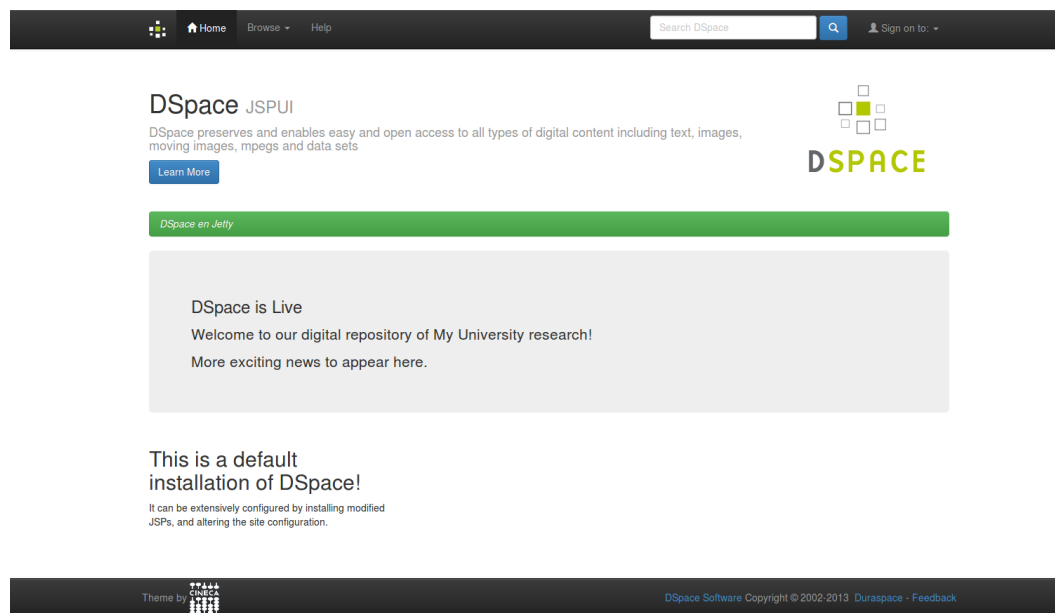 Home Browse Help Search DSpace Sign on to:
DSpace JSPUI
DSpace preserves and enables easy and open access to all types of digital content including text, images,
moving images, mpegs and data sets
Learn More
DSPACE
DSpace en Jetty
DSpace is Live
Welcome to our digital repository of My University research!
More exciting news to appear here.
This is a default
installation of DSpace!
It can be extensively configured by installing modified
JSPs, and altering the site configuration.
Theme by CINECA DSpace Software Copyright © 2002-2013 Duraspace - Feedback